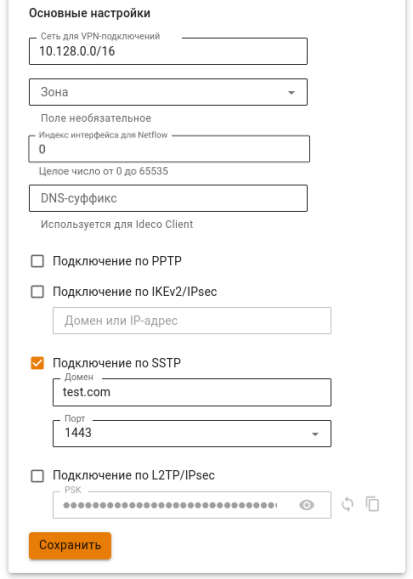 Основные настройки
Сеть для VPN-подключений
10.128.0.0/16
Зона
Поле необязательное
Индекс интерфейса для Netflow
0
Целое число от 0 до 65535
DNS-суффикс
Используется для Ideco Client
Подключение по PPTP
Подключение по IKEv2/IPsec
Домен или IP-адрес
Подключение по SSTP
Домен
test.com
Порт
1443
Подключение по L2TP/IPsec
PSK
Сохранить